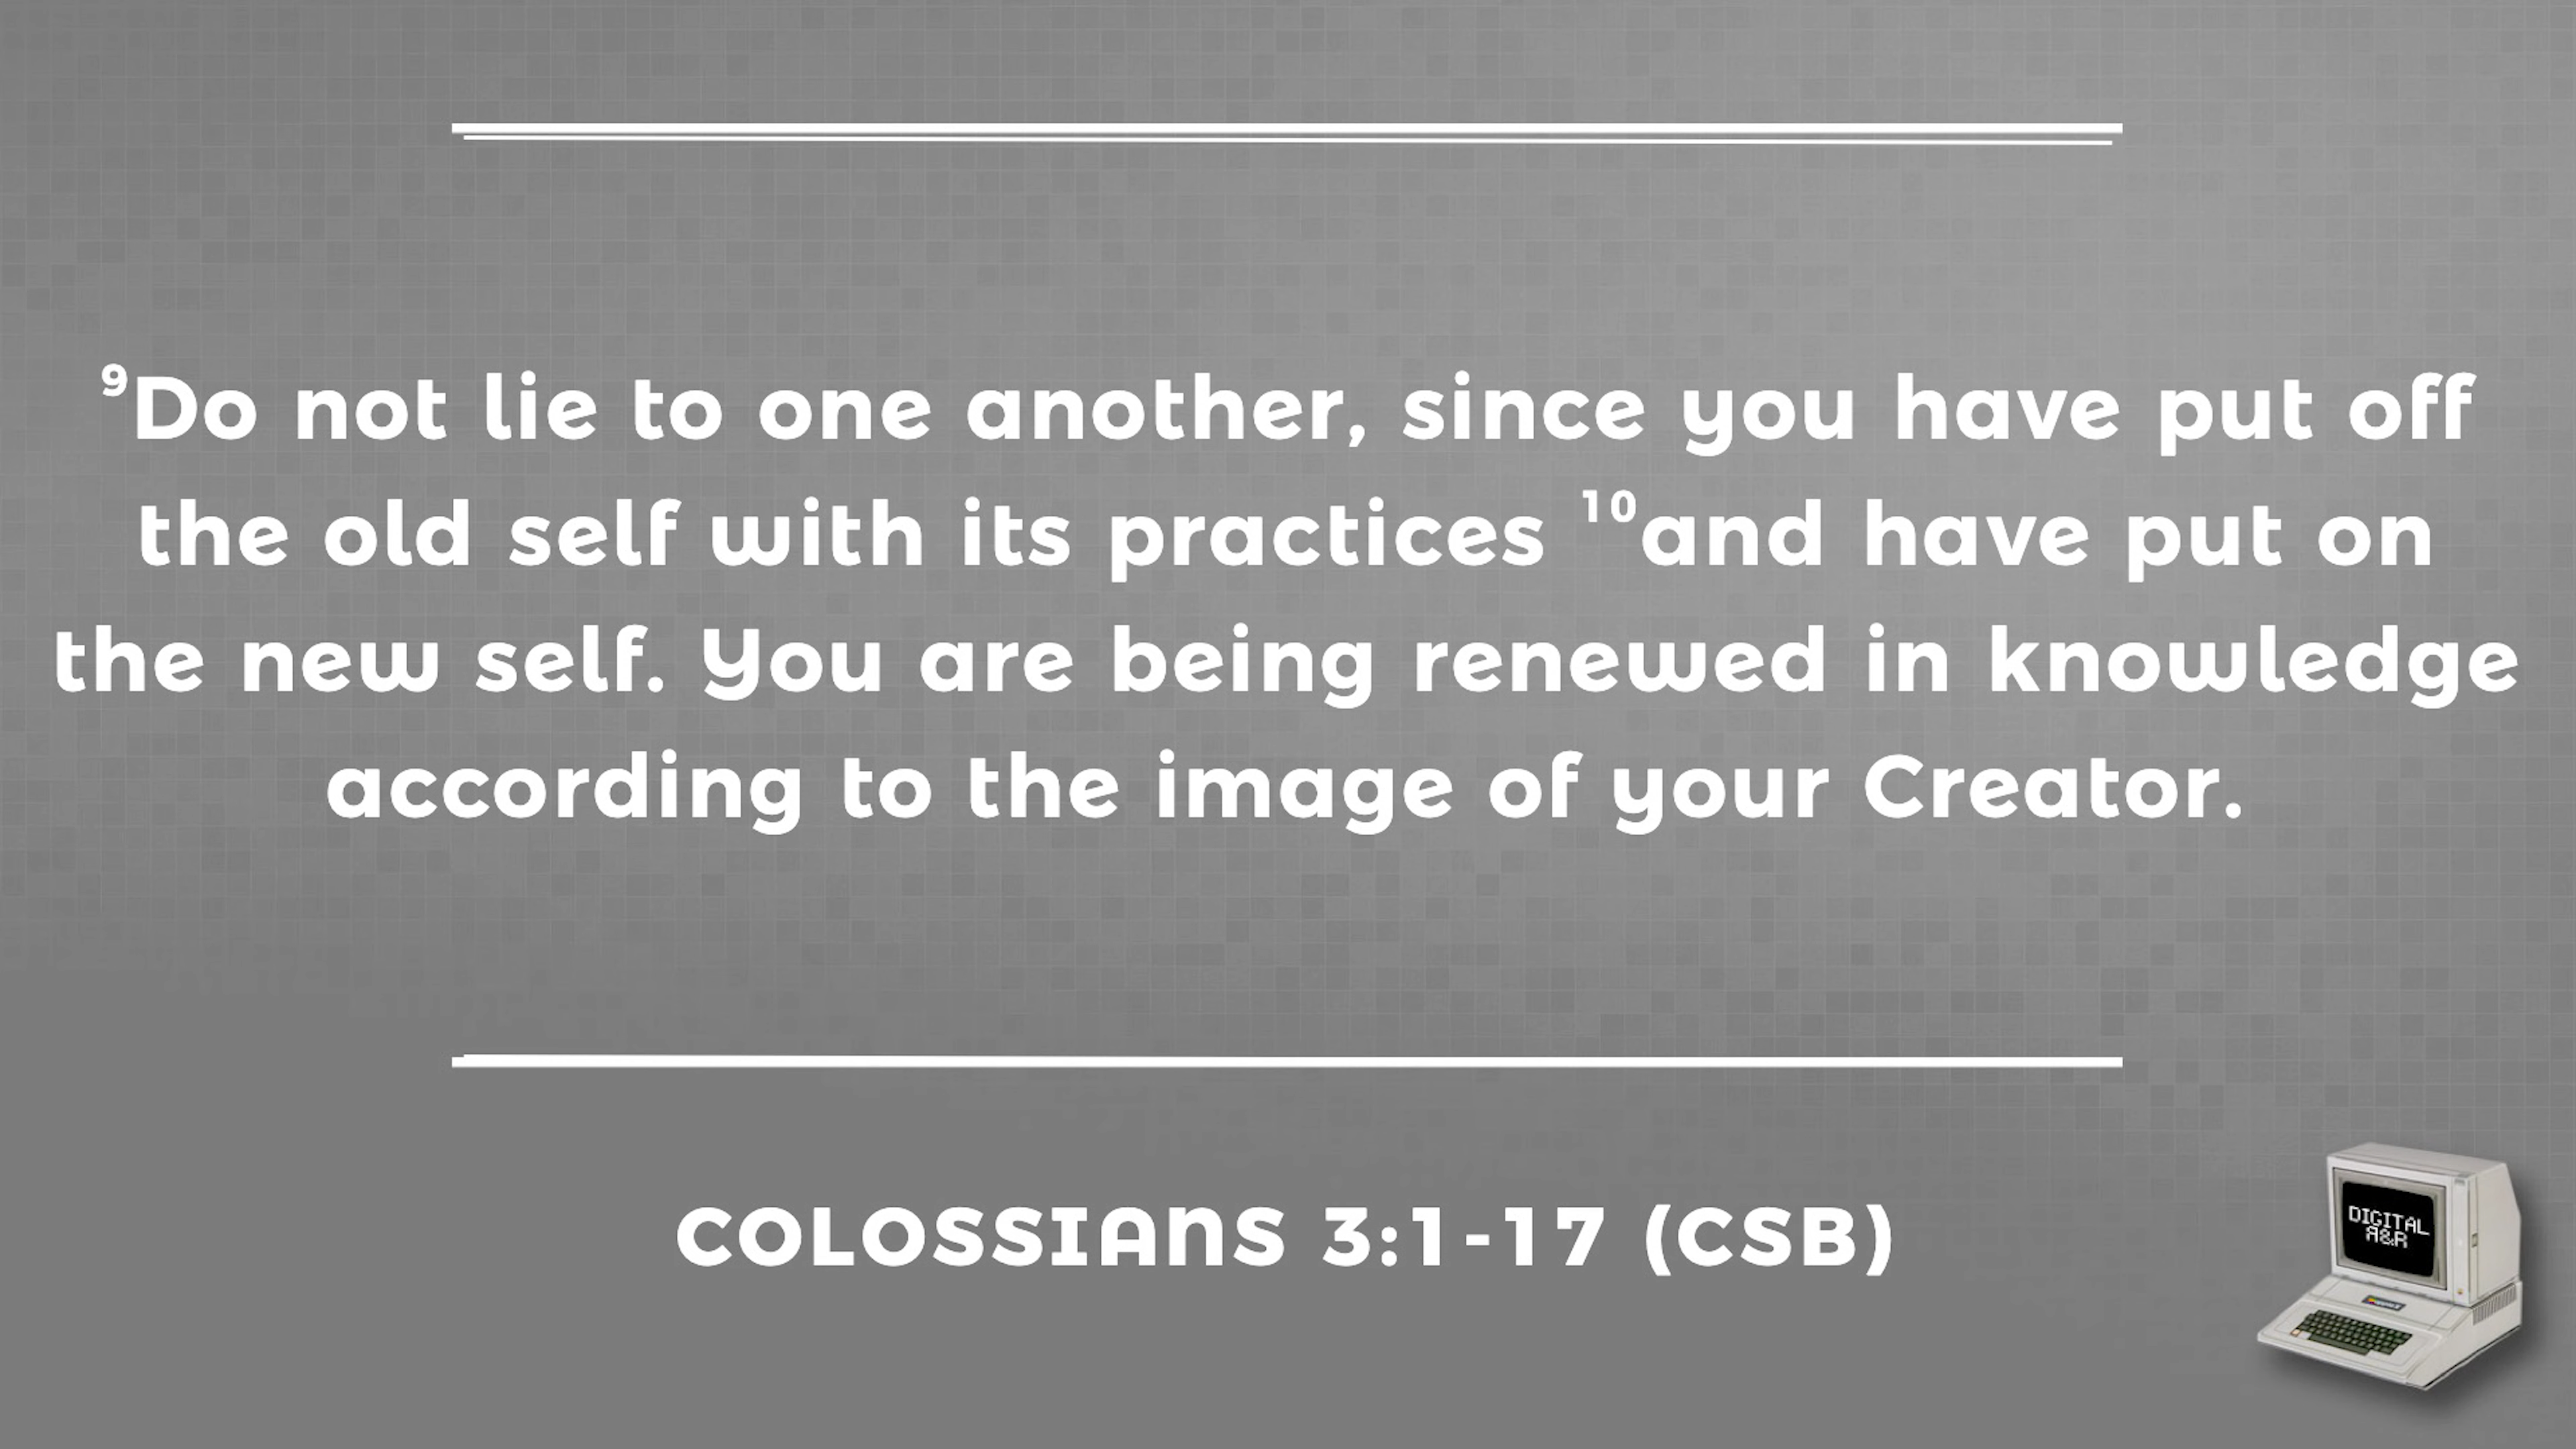 ⁹Do not lie to one another, since you have put off
the old self with its practices ¹⁰and have put on
the new self. You are being renewed in knowledge
according to the image of your Creator.
COLOSSIANS 3:1-17 (CSB)
DIGITAL
A&R